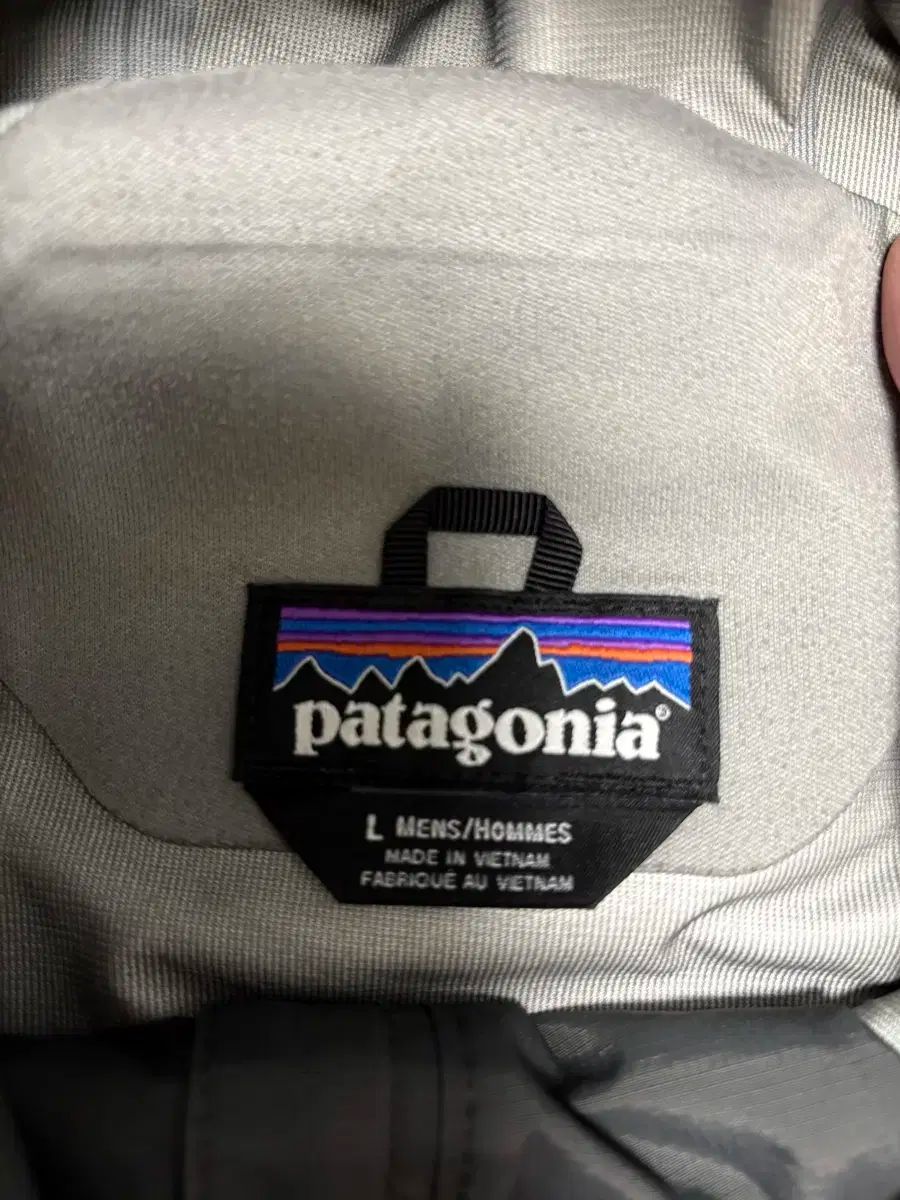 patagonia®
L MENS/HOMMES
MADE IN VIETNAM
FABRIQUÉ AU VIETNAM